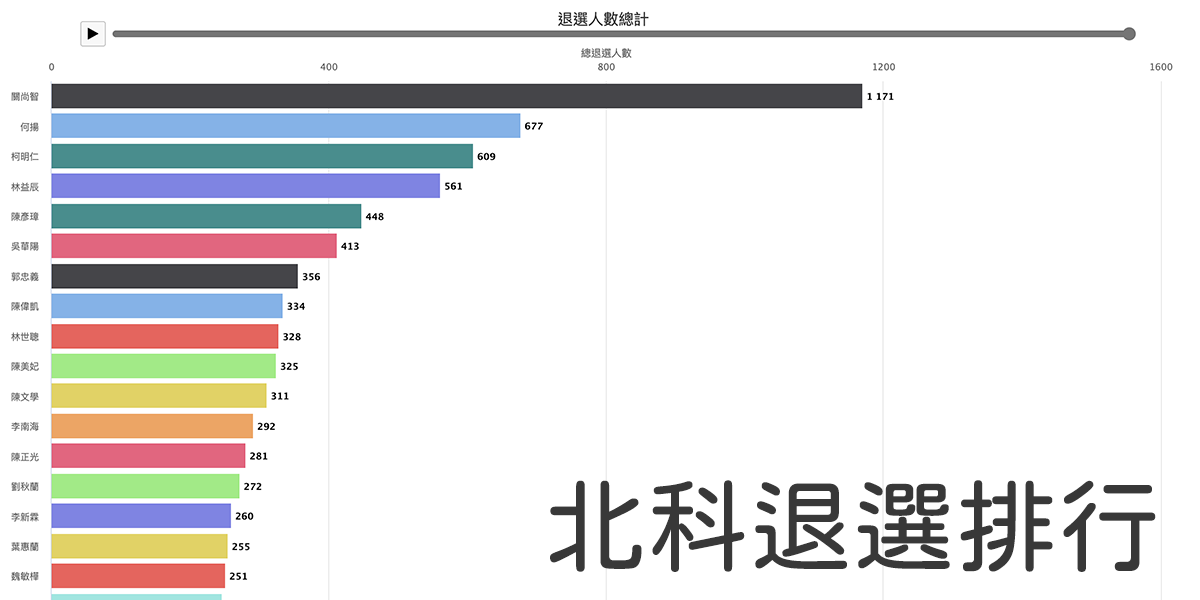 退選人數總計
總退選人數
0 400 800 1200 1600
關尚智 1 171
何揚 677
柯明仁 609
林益辰 561
陳彥璋 448
吳華陽 413
郭忠義 356
陳偉凱 334
林世聰 328
陳美妃 325
陳文學 311
李南海 292
陳正光 281
劉秋蘭 272
李新霖 260
葉惠蘭 255
魏敏樺 251
北科退選排行